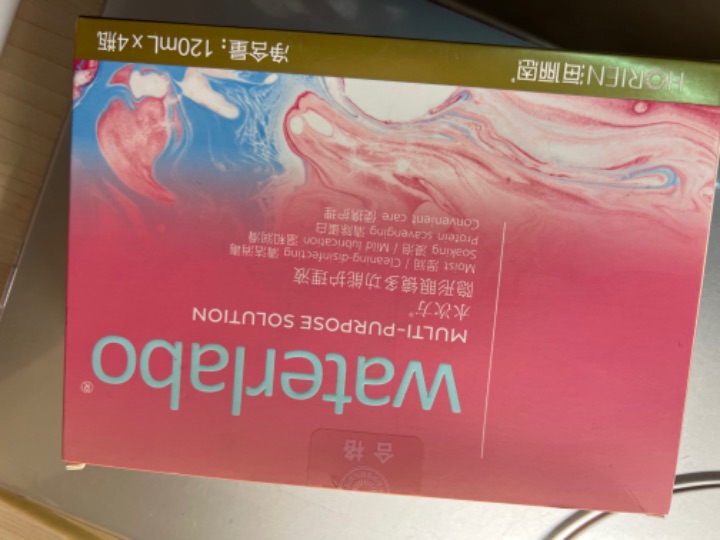 HORIEN海俪恩®
净含量：120mL×4瓶
waterlabo®
MULTI-PURPOSE SOLUTION
水次方®
隐形眼镜多功能护理液
Moist 湿润 / Cleaning-disinfecting 清洁消毒
Soaking 浸泡 / Mild lubrication 温和润滑
Protein scavenging 清除蛋白
Convenient care 便携护理
合格